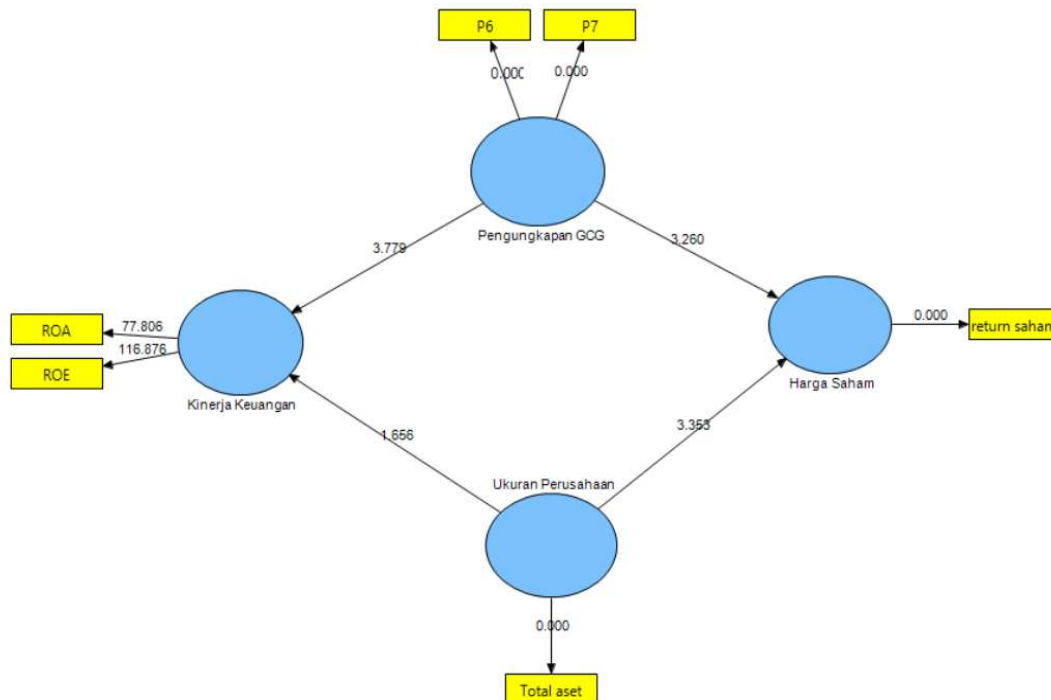 P6
P7
0.000
0.000
Pengungkapan GCG
3.779
3.260
ROA
77.806
ROE
116.876
Kinerja Keuangan
0.000
return saham
Harga Saham
1.656
3.353
Ukuran Perusahaan
0.000
Total aset